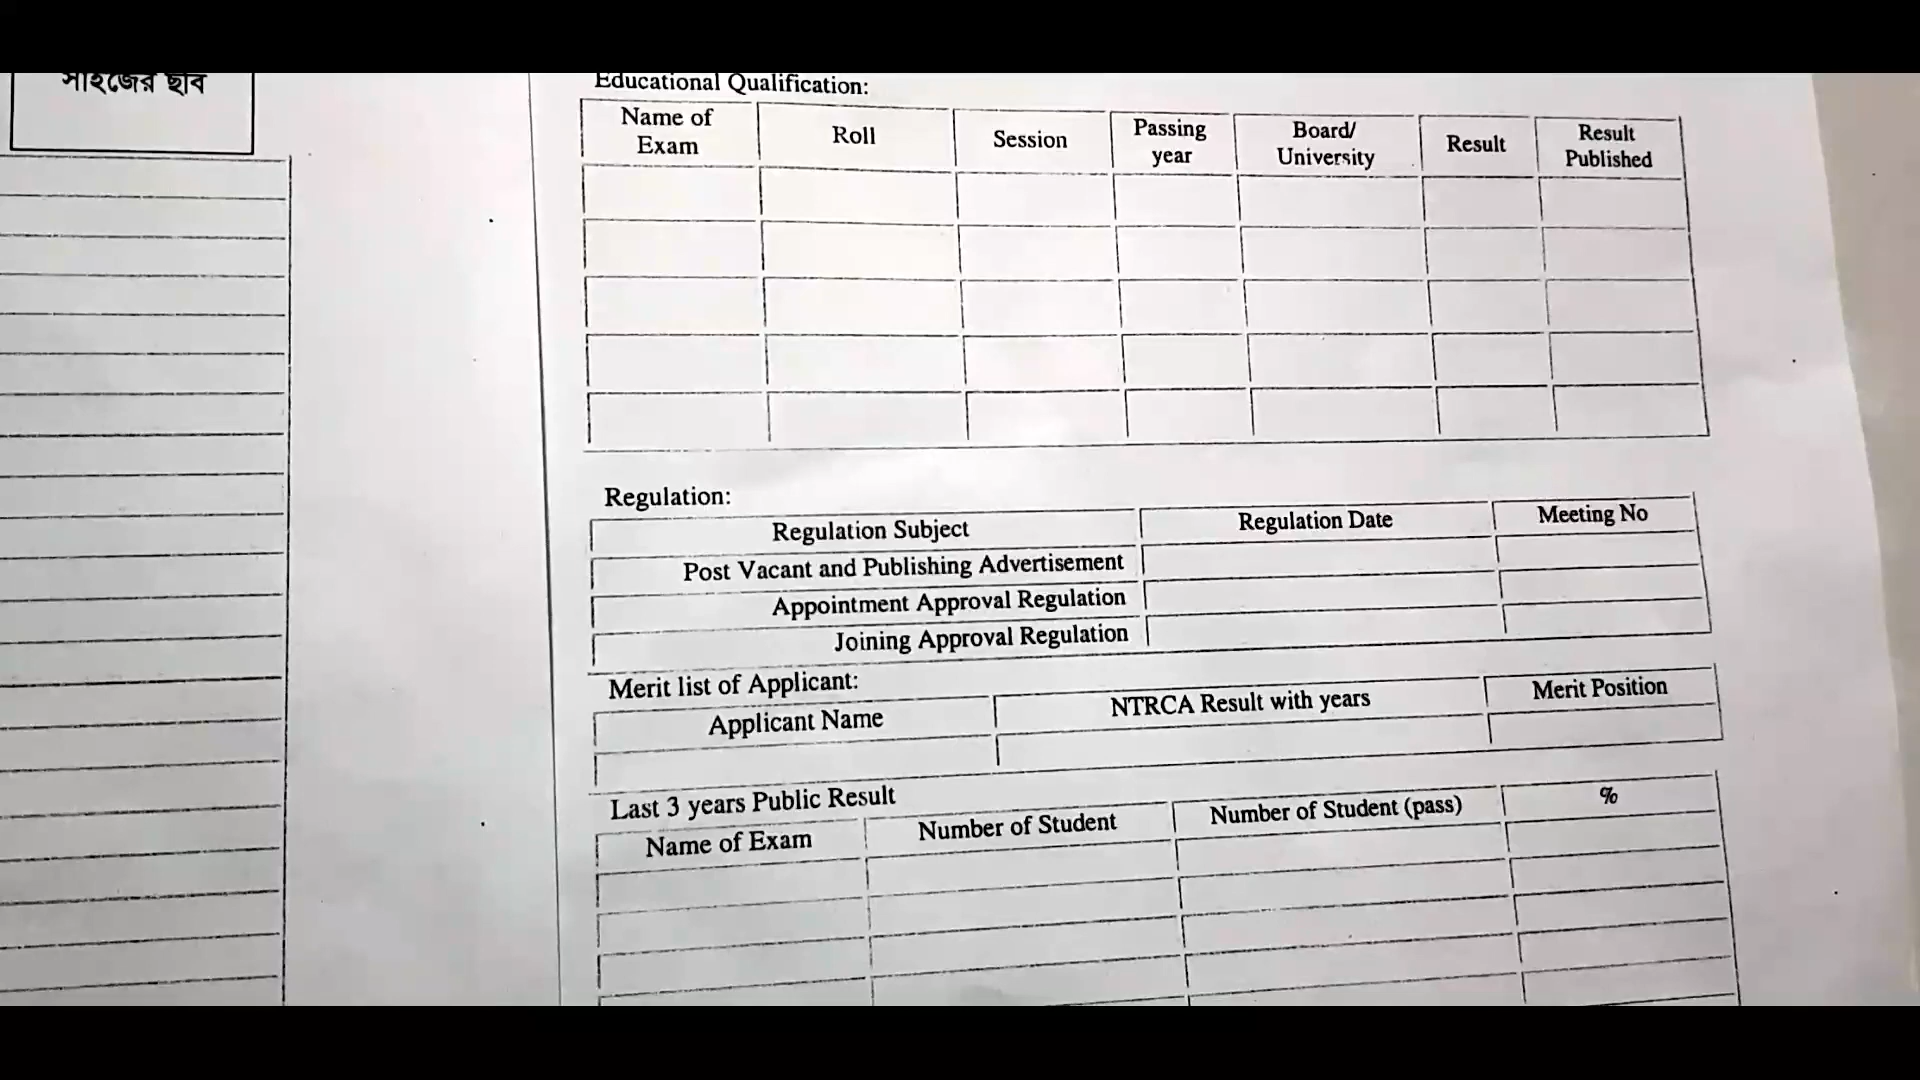 সাইজের ছবি
Educational Qualification:
Name of Exam Roll Session Passing year Board/ University Result Result Published
Regulation:
Regulation Subject Regulation Date Meeting No
Post Vacant and Publishing Advertisement
Appointment Approval Regulation
Joining Approval Regulation
Merit list of Applicant:
Applicant Name NTRCA Result with years Merit Position
Last 3 years Public Result
Name of Exam Number of Student Number of Student (pass) %